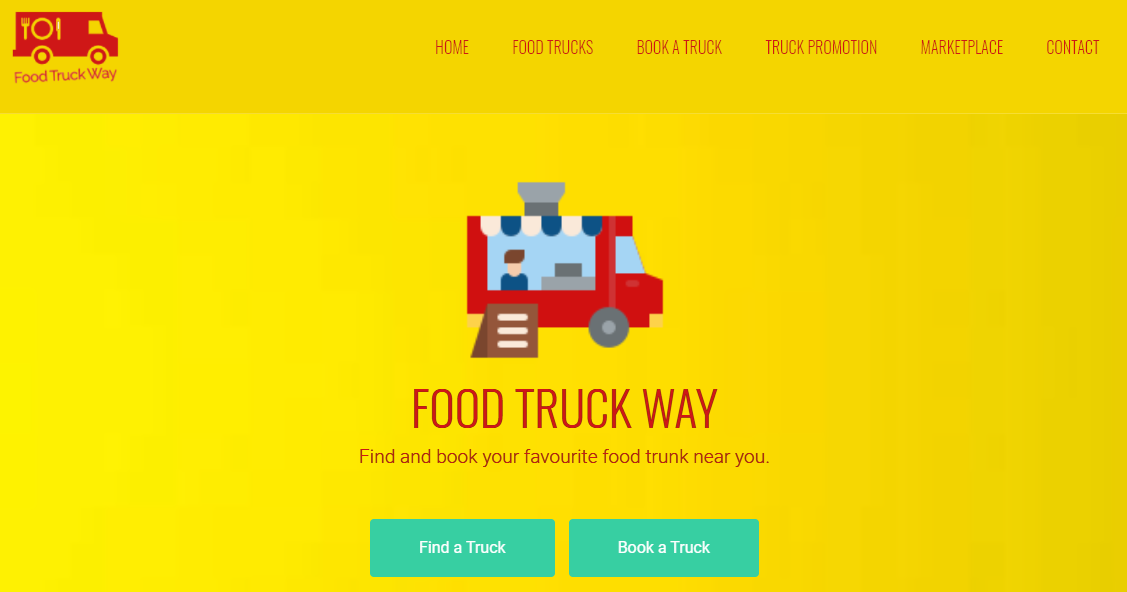 Food Truck Way
HOME FOOD TRUCKS BOOK A TRUCK TRUCK PROMOTION MARKETPLACE CONTACT
FOOD TRUCK WAY
Find and book your favourite food trunk near you.
Find a Truck Book a Truck